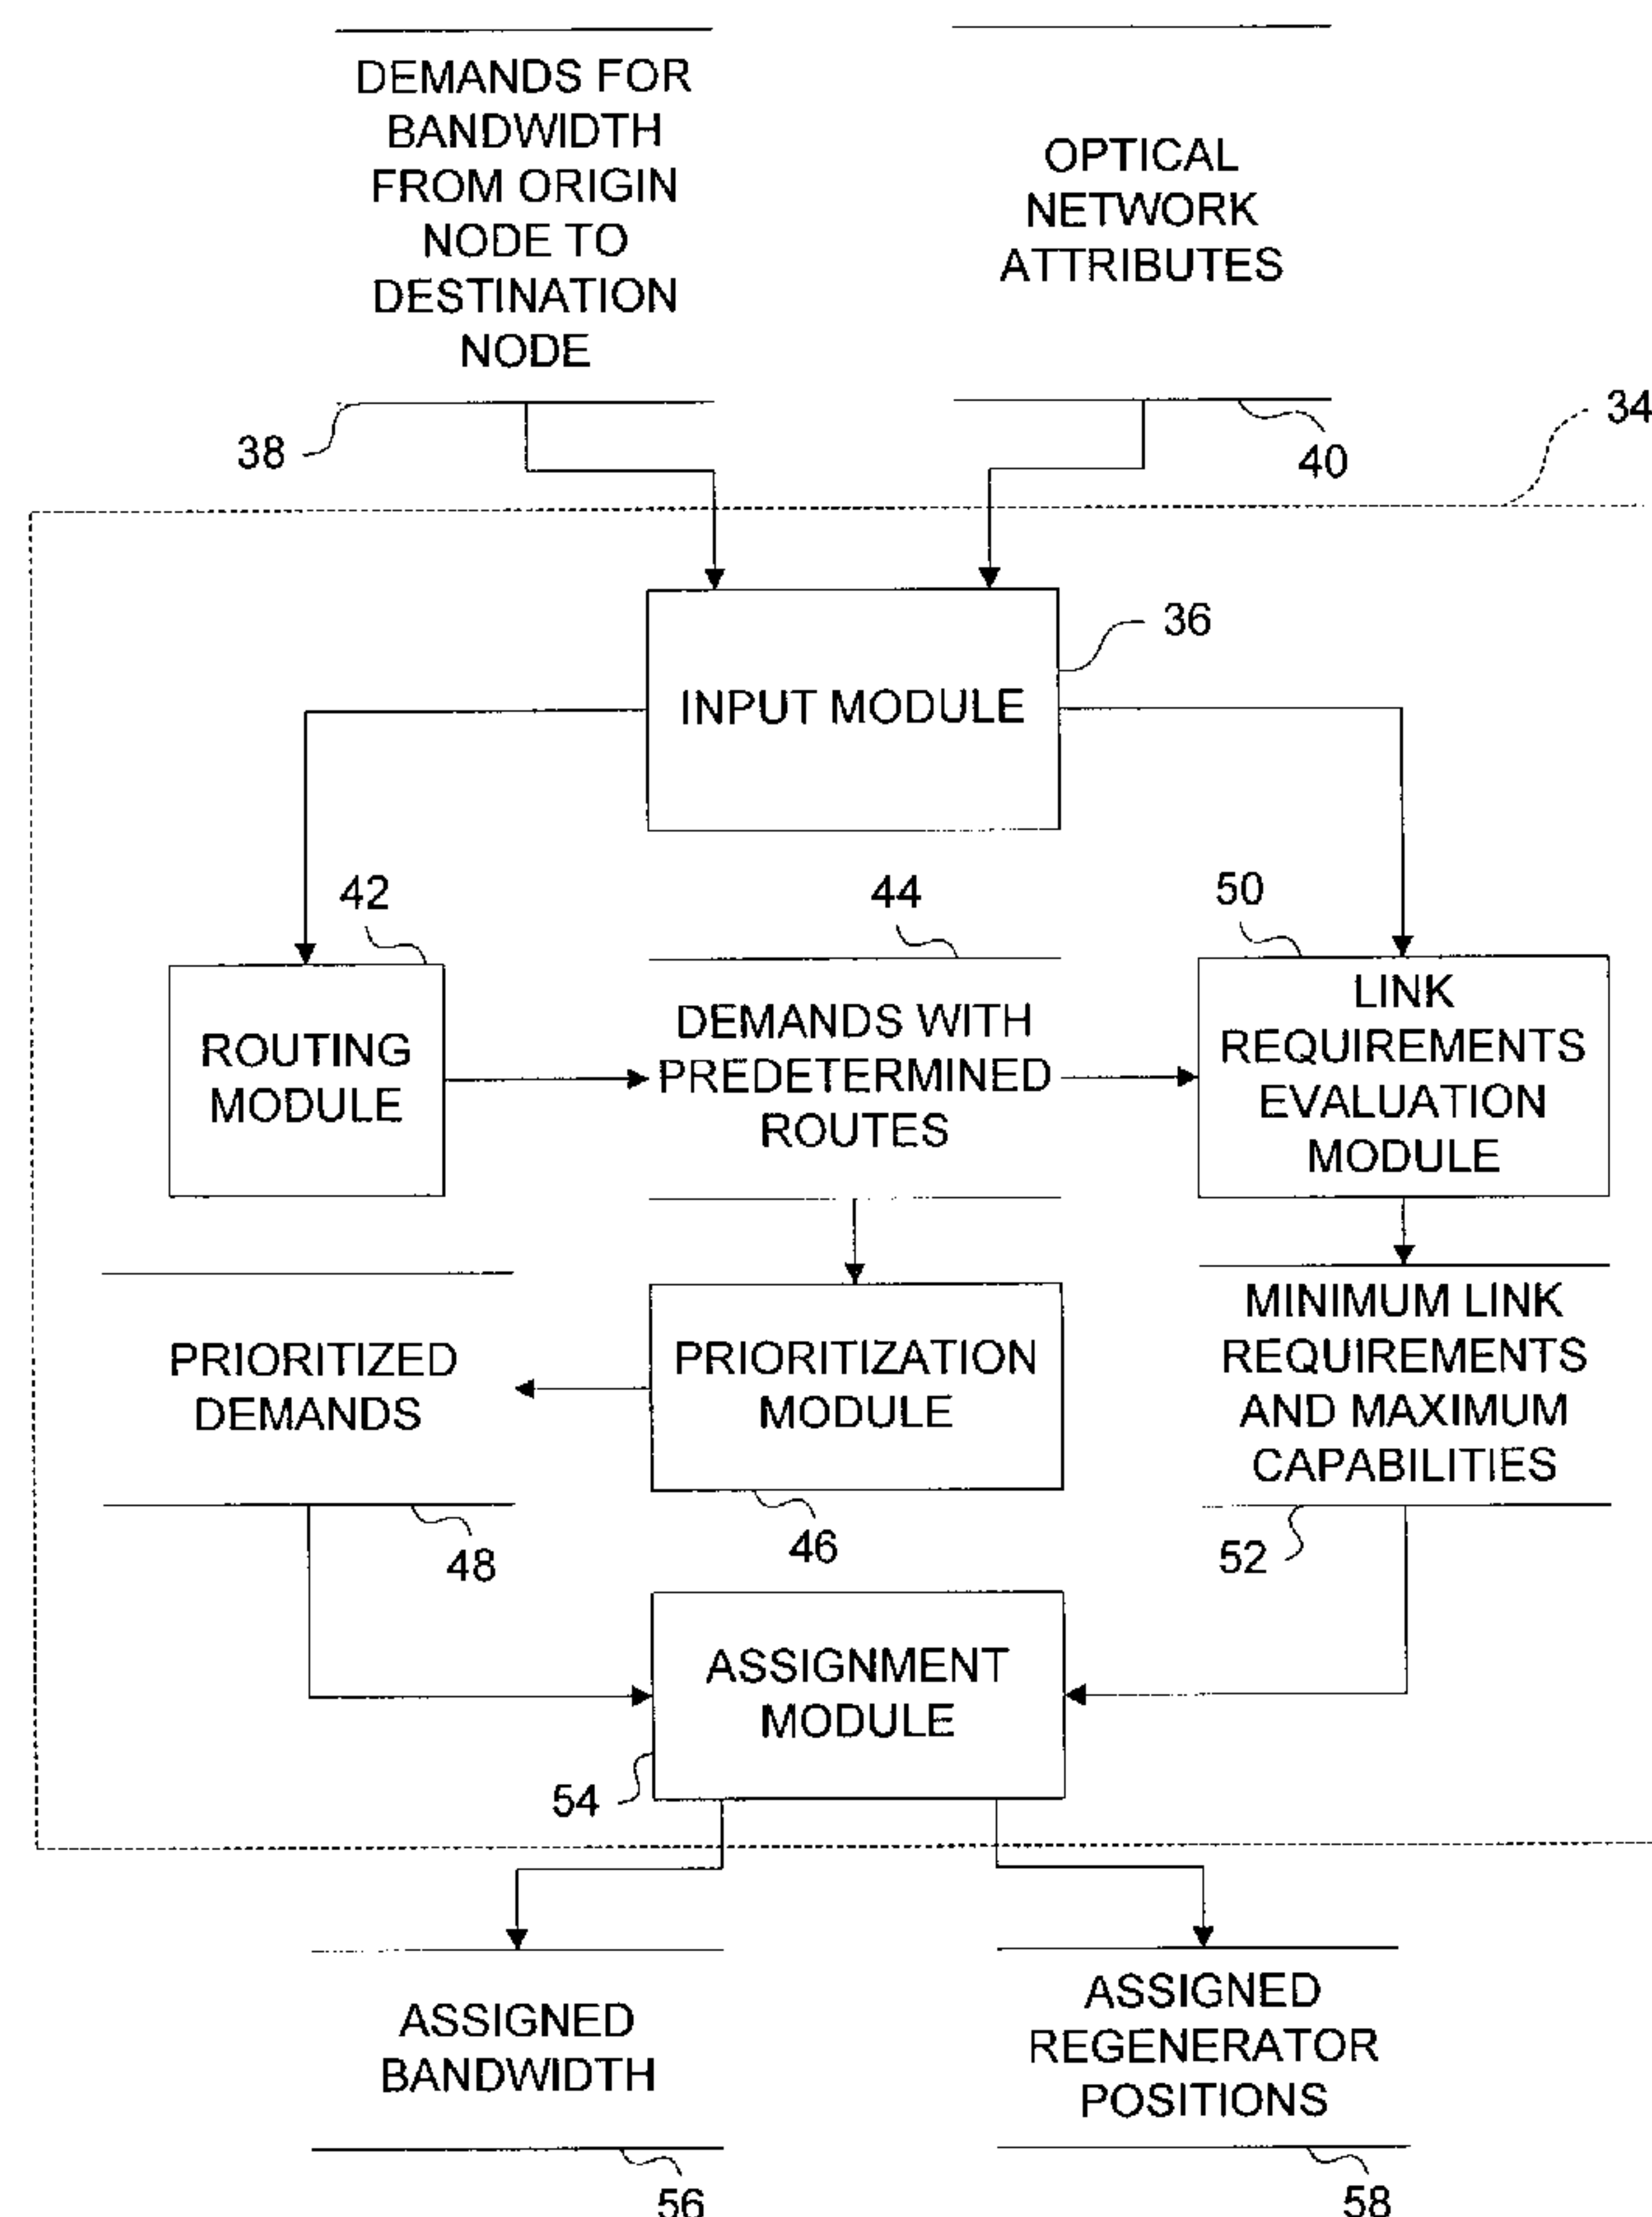 DEMANDS FOR
BANDWIDTH
FROM ORIGIN
NODE TO
DESTINATION
NODE
OPTICAL
NETWORK
ATTRIBUTES
38
40
34
36
INPUT MODULE
42
44
50
ROUTING
MODULE
DEMANDS WITH
PREDETERMINED
ROUTES
LINK
REQUIREMENTS
EVALUATION
MODULE
PRIORITIZED
DEMANDS
PRIORITIZATION
MODULE
MINIMUM LINK
REQUIREMENTS
AND MAXIMUM
CAPABILITIES
48
46
52
ASSIGNMENT
MODULE
54
ASSIGNED
BANDWIDTH
ASSIGNED
REGENERATOR
POSITIONS
56
58